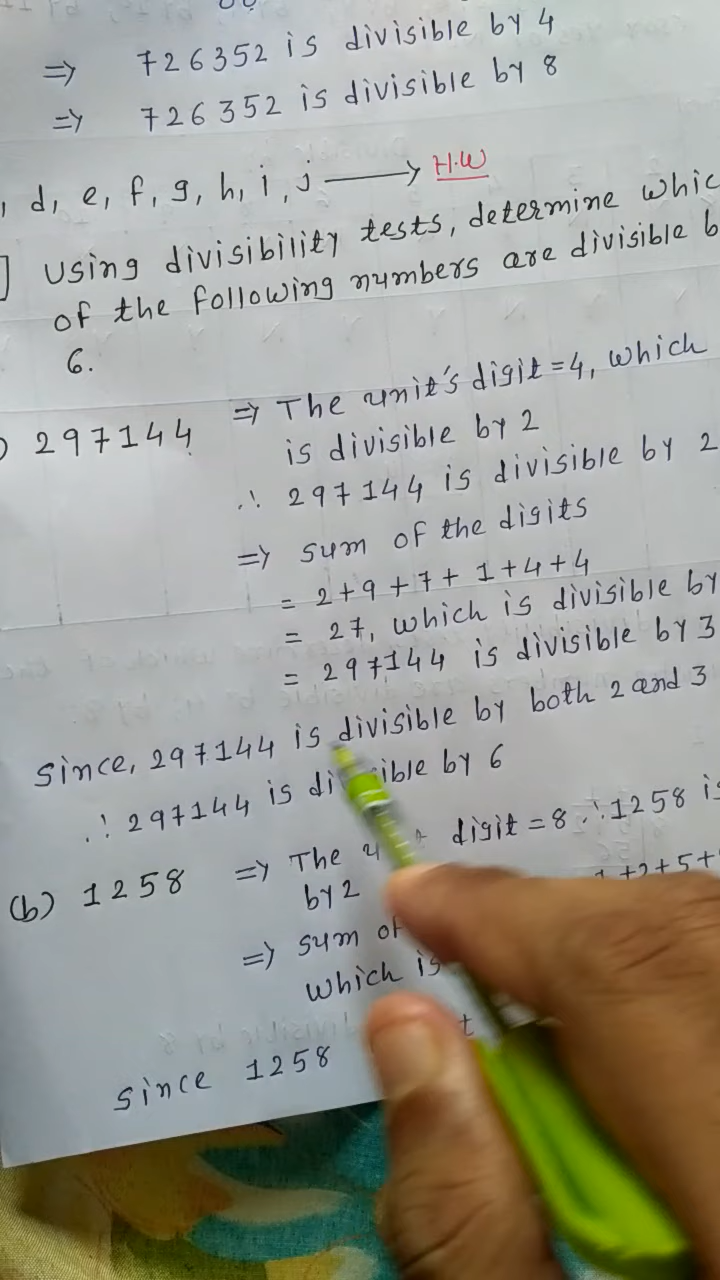 ⇒ 726352 is divisible by 4
⇒ 726352 is divisible by 8
, d, e, f, g, h, i, j ⟶ H.W
] Using divisibility tests, determine whic
of the following numbers are divisible b
6.
) 297144 ⇒ The unit's digit = 4, which
is divisible by 2
∴ 297144 is divisible by 2
⇒ sum of the digits
= 2+9+7+1+4+4
= 27, which is divisible by
= 297144 is divisible by 3
Since, 297144 is divisible by both 2 and 3
∴ 297144 is di ible by 6
(b) 1258 ⇒ The digit = 8 ∴ 1258 is
by 2
⇒ sum of +2+5+
which is
since 1258